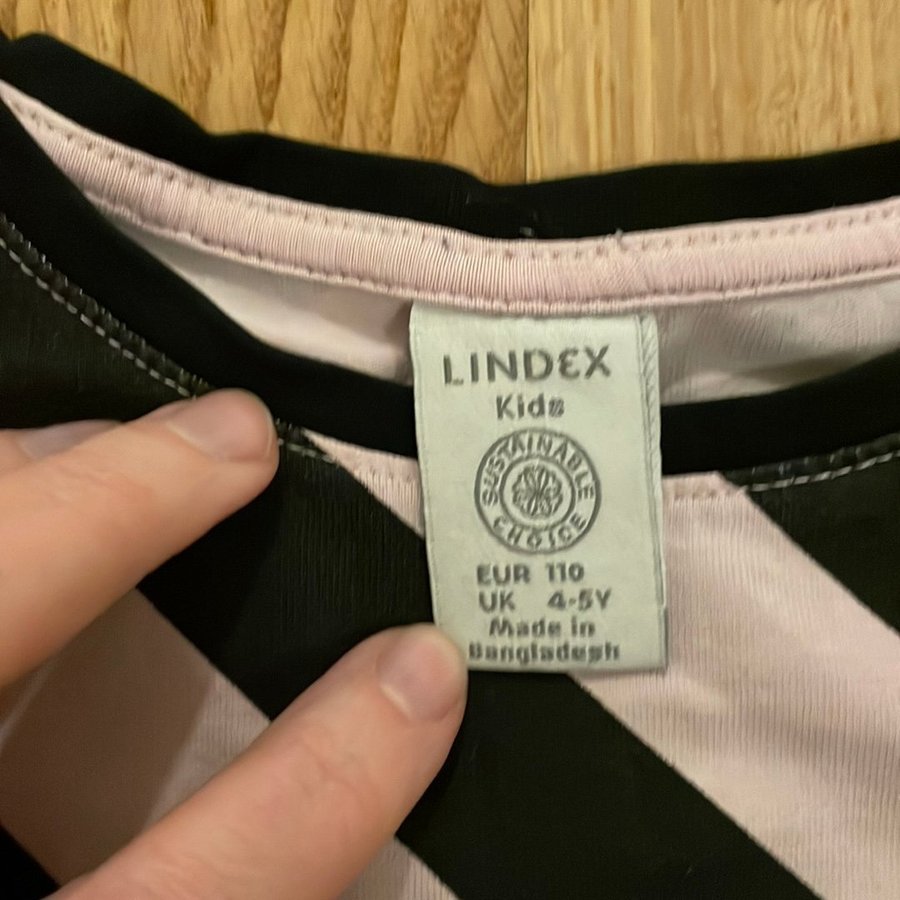 LINDEX
Kids
SUSTAINABLE
CHOICE
EUR 110
UK 4-5Y
Made in
Bangladesh